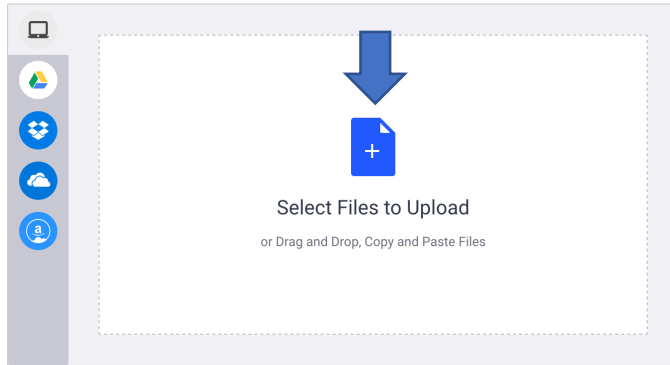 a
Select Files to Upload
or Drag and Drop, Copy and Paste Files